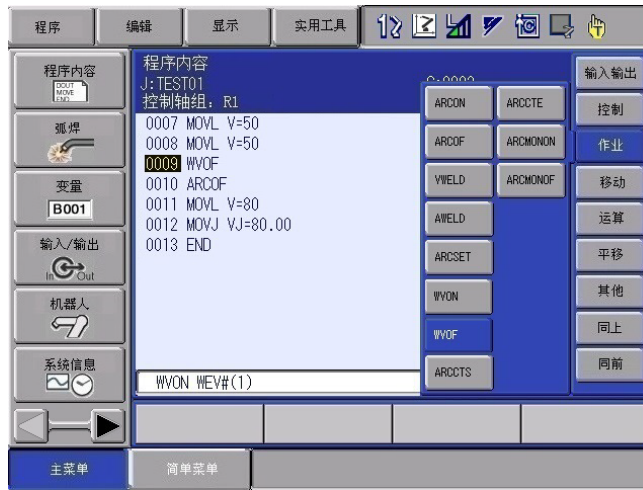 程序
编辑
显示
实用工具
程序内容
DOUT
MOVE
END
弧焊
变量
B001
输入/输出
In Out
机器人
系统信息
程序内容
J:TEST01
控制轴组: R1
0007 MOVL V=50
0008 MOVL V=50
0009 WVOF
0010 ARCOF
0011 MOVL V=80
0012 MOVJ VJ=80.00
0013 END
WVON WEV#(1)
ARCON
ARCCTE
ARCOF
ARCMONON
VWELD
ARCMONOF
AWELD
ARCSET
WVON
WVOF
ARCCTS
输入输出
控制
作业
移动
运算
平移
其他
同上
同前
主菜单
简单菜单